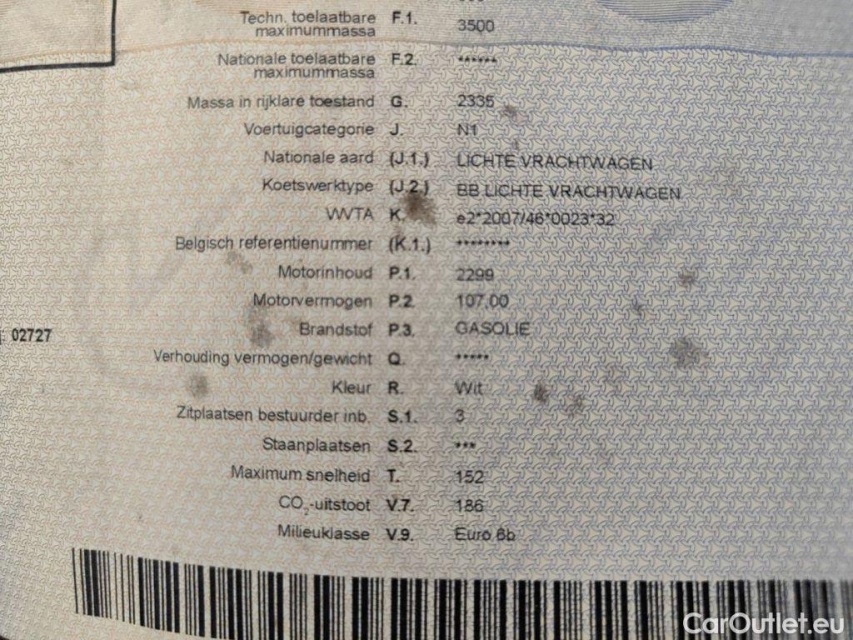 Techn. toelaatbare F.1. 3500
maximummassa
Nationale toelaatbare F.2. ******
maximummassa
Massa in rijklare toestand G. 2335
Voertuigcategorie J. N1
Nationale aard (J.1.) LICHTE VRACHTWAGEN
Koetswerktype (J.2.) BB LICHTE VRACHTWAGEN
VVTA K. e2*2007/46*0023*32
Belgisch referentienummer (K.1.) ********
Motorinhoud P.1. 2299
Motorvermogen P.2. 107,00
02727
Brandstof P.3. GASOLIE
Verhouding vermogen/gewicht Q. *****
Kleur R. Wit
Zitplaatsen bestuurder inb. S.1. 3
Staanplaatsen S.2. ***
Maximum snelheid T. 152
CO₂-uitstoot V.7. 186
Milieuklasse V.9. Euro 6b
CarOutlet.eu